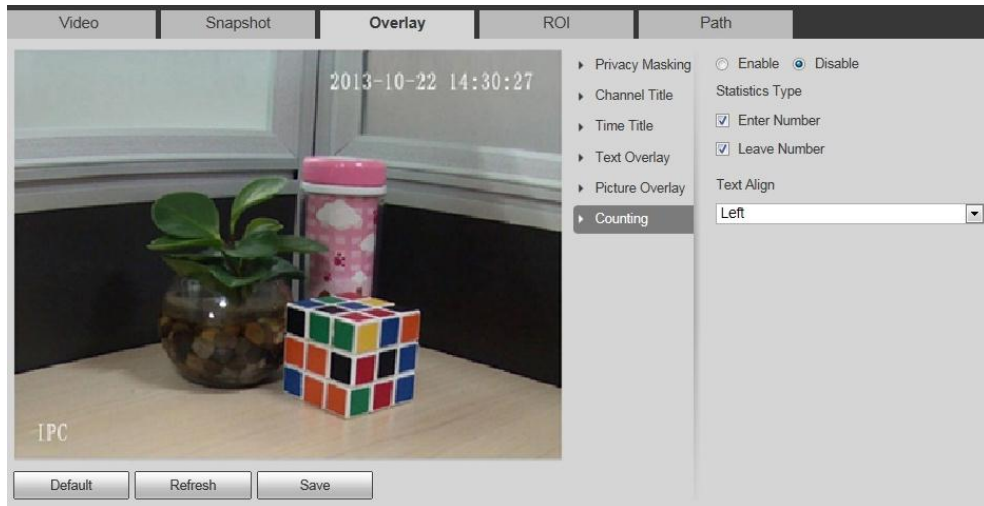 Video
Snapshot
Overlay
ROI
Path
2013-10-22 14:30:27
IPC
Privacy Masking
Channel Title
Time Title
Text Overlay
Picture Overlay
Counting
Enable
Disable
Statistics Type
Enter Number
Leave Number
Text Align
Left
Default
Refresh
Save